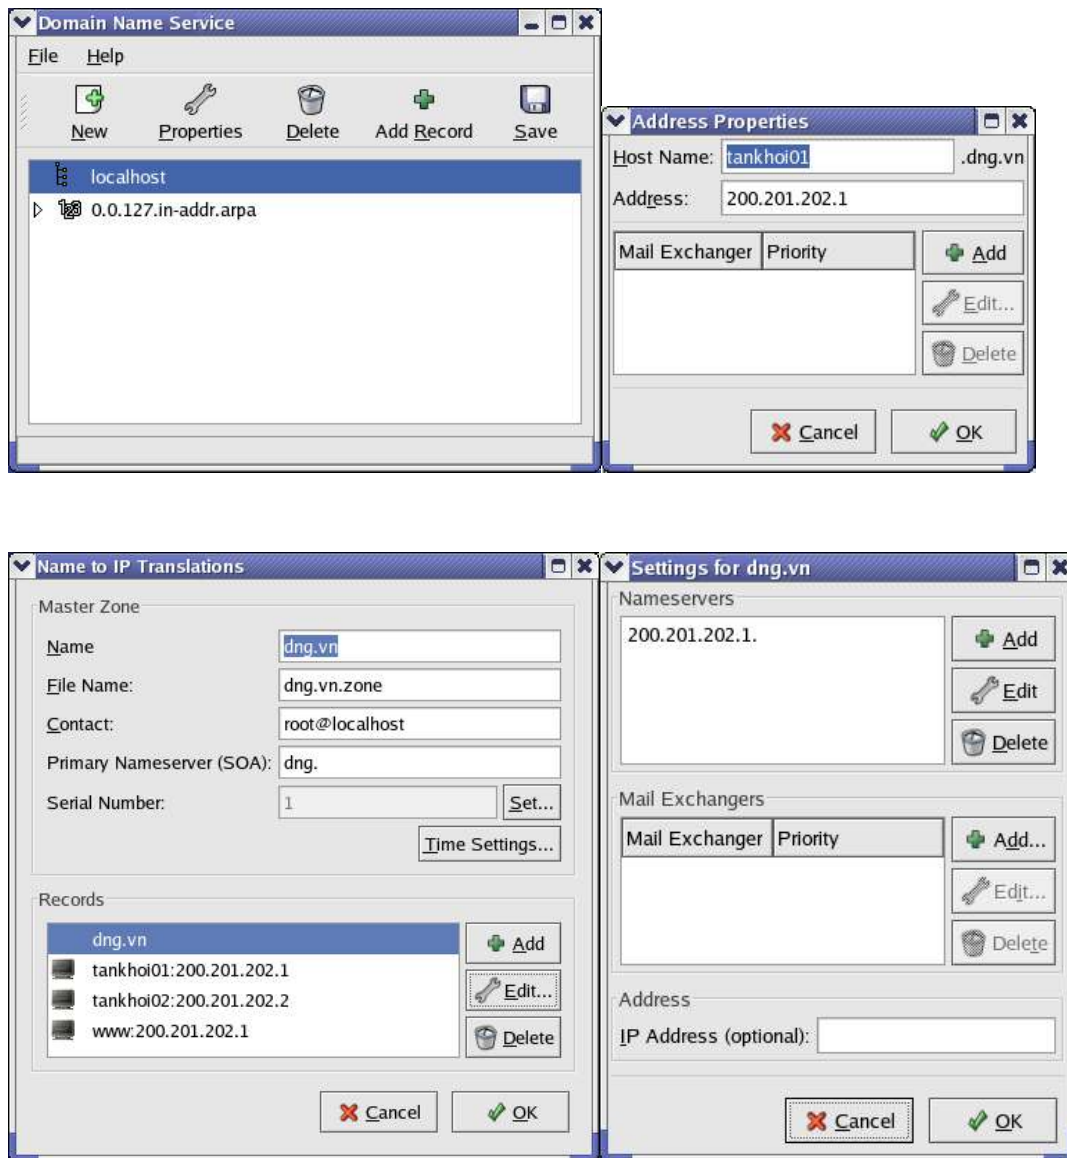 Domain Name Service
File Help
New Properties Delete Add Record Save
localhost
0.0.127.in-addr.arpa
Address Properties
Host Name: tankhoi01 .dng.vn
Address: 200.201.202.1
Mail Exchanger Priority
Add
Edit...
Delete
Cancel OK
Name to IP Translations
Master Zone
Name dng.vn
File Name: dng.vn.zone
Contact: root@localhost
Primary Nameserver (SOA): dng.
Serial Number: 1 Set...
Time Settings...
Records
dng.vn
tankhoi01:200.201.202.1
tankhoi02:200.201.202.2
www:200.201.202.1
Add
Edit...
Delete
Cancel OK
Settings for dng.vn
Nameservers
200.201.202.1.
Add
Edit
Delete
Mail Exchangers
Mail Exchanger Priority
Add...
Edit...
Delete
Address
IP Address (optional):
Cancel OK